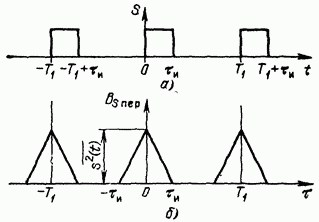 S
−T₁ −T₁+τи 0 τи T₁ T₁+τи t
а)
B_S пер
s²(t)
−τи 0 τи T₁ τ
−T₁
б)